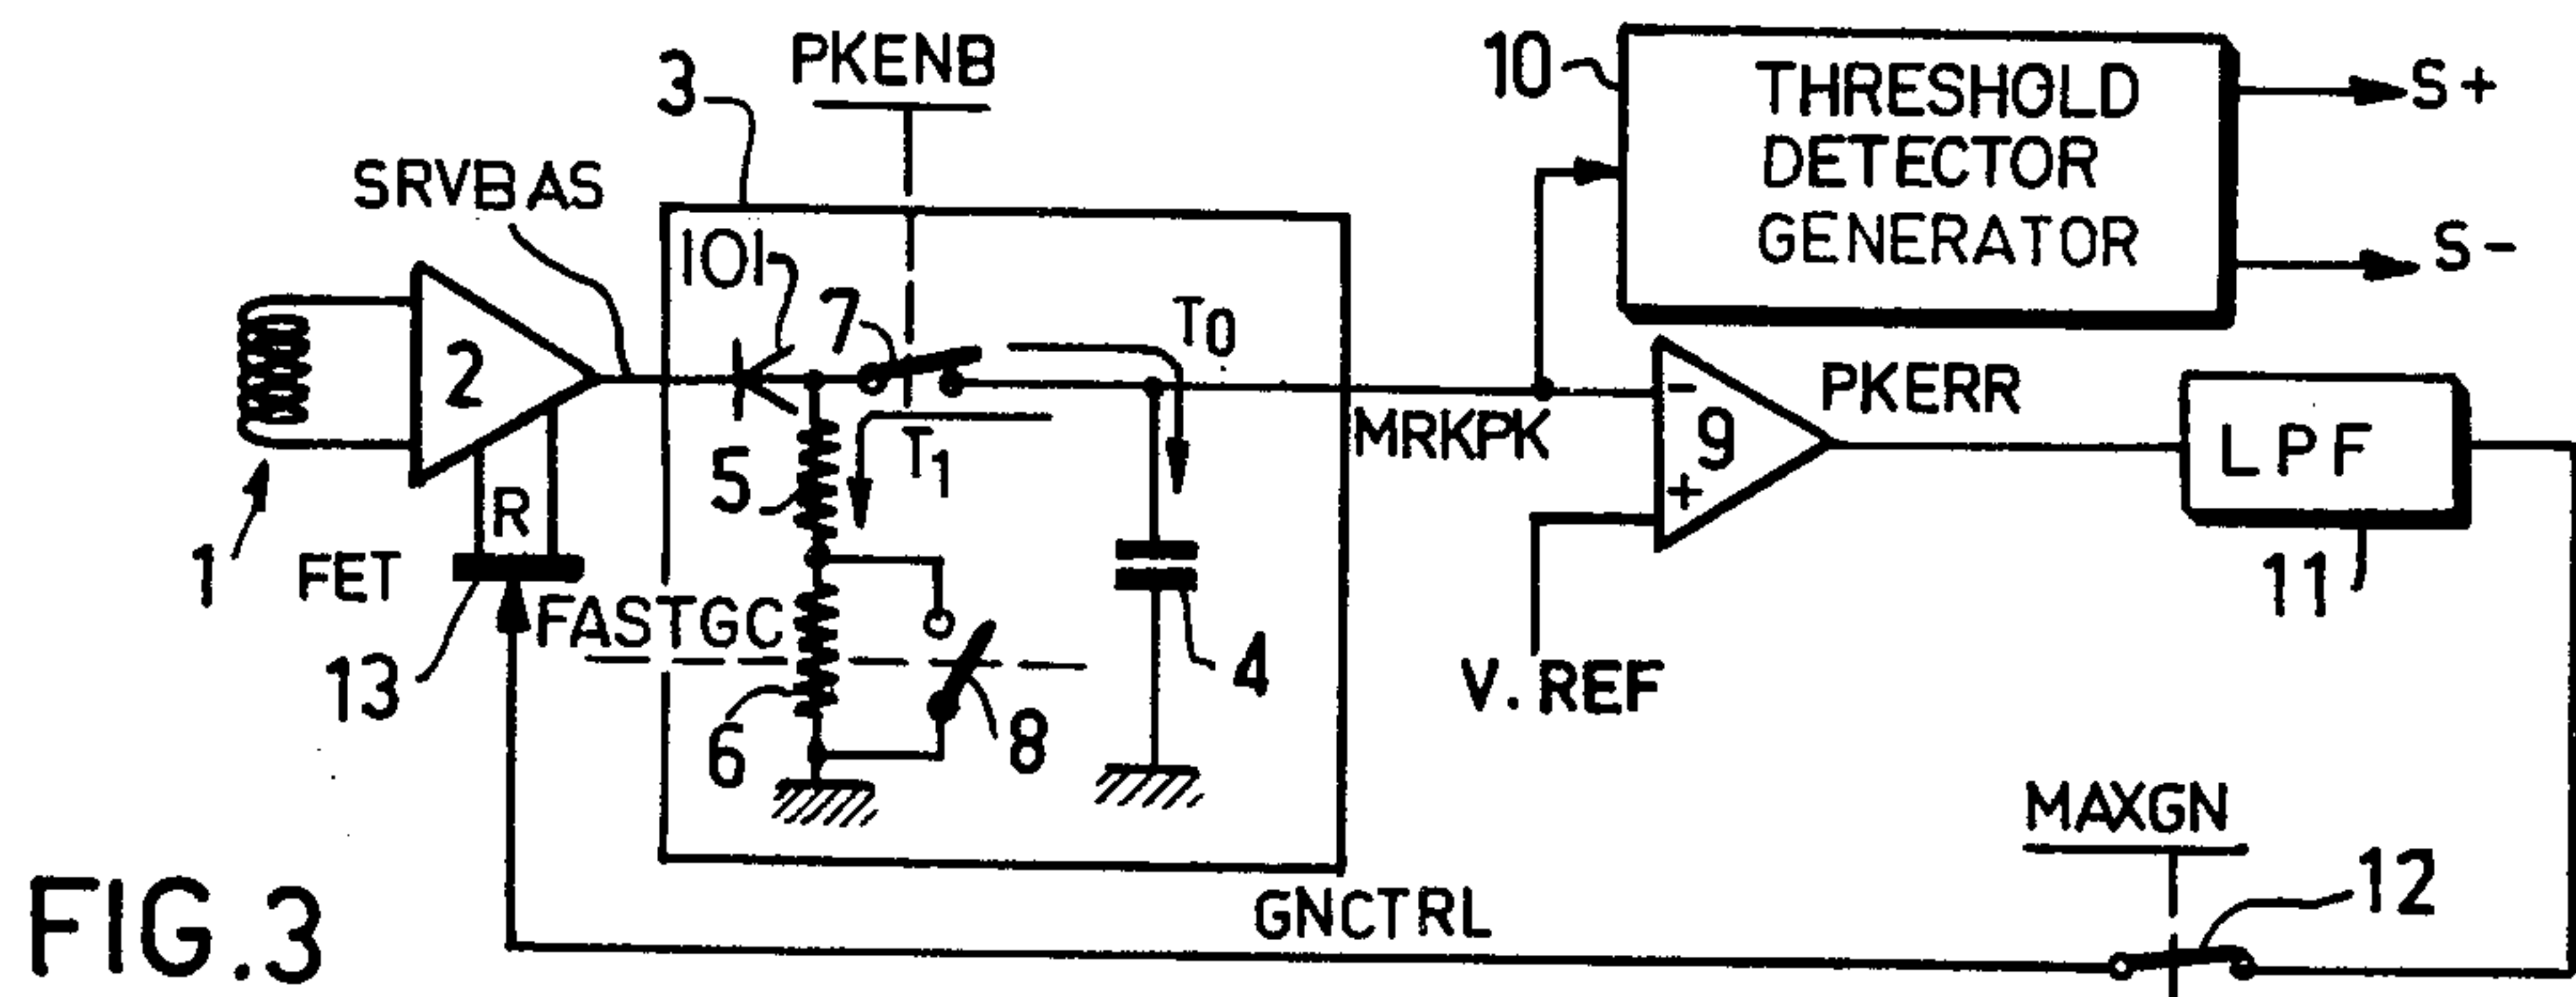 PKENB
3
10
THRESHOLD
DETECTOR
GENERATOR
S+
S-
SRVBAS
101
7
T0
2
5
T1
MRKPK
-
9
+
PKERR
LPF
11
1
FET
R
13
FASTGC
6
8
4
V. REF
MAXGN
12
GNCTRL
FIG.3